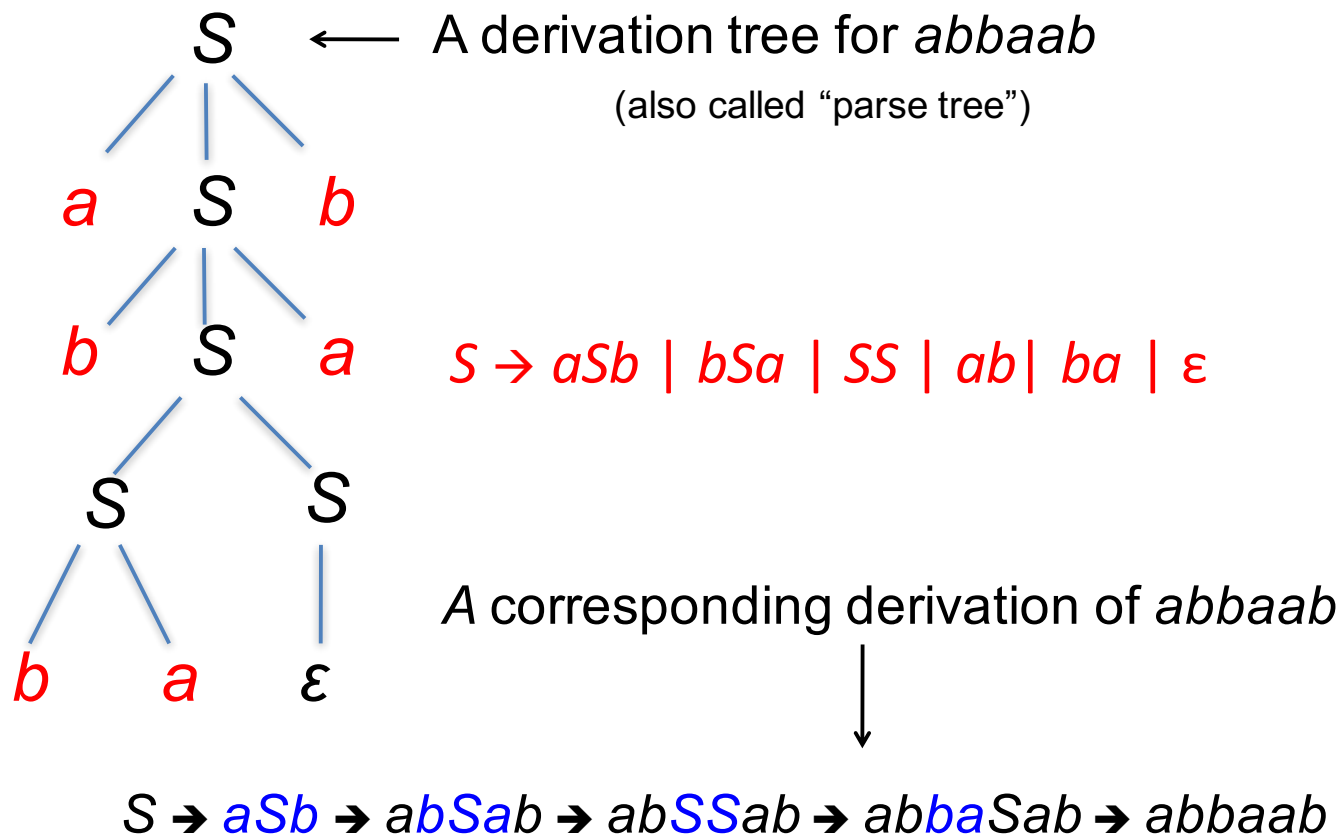 S ← A derivation tree for abbaab
(also called “parse tree”)
a S b
b S a
S → aSb | bSa | SS | ab| ba | ε
S S
A corresponding derivation of abbaab
b a ε
S → aSb → abSab → abSSab → abbaSab → abbaab